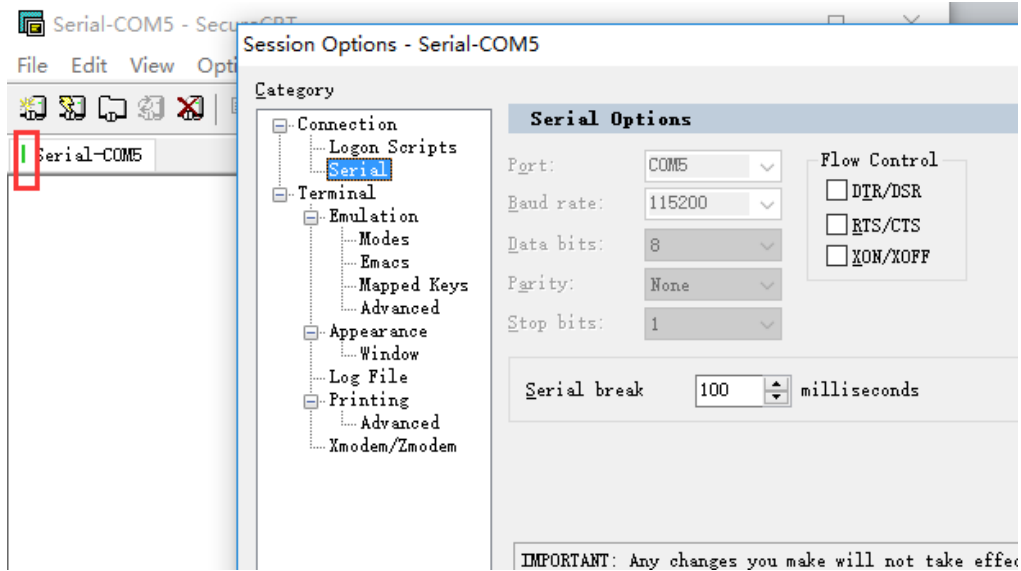 Serial-COM5 - SecureCRT
File Edit View Opti
Serial-COM5
Session Options - Serial-COM5
Category
Connection
Logon Scripts
Serial
Terminal
Emulation
Modes
Emacs
Mapped Keys
Advanced
Appearance
Window
Log File
Printing
Advanced
Xmodem/Zmodem
Serial Options
Port: COM5
Baud rate: 115200
Data bits: 8
Parity: None
Stop bits: 1
Flow Control
DTR/DSR
RTS/CTS
XON/XOFF
Serial break 100 milliseconds
IMPORTANT: Any changes you make will not take effec